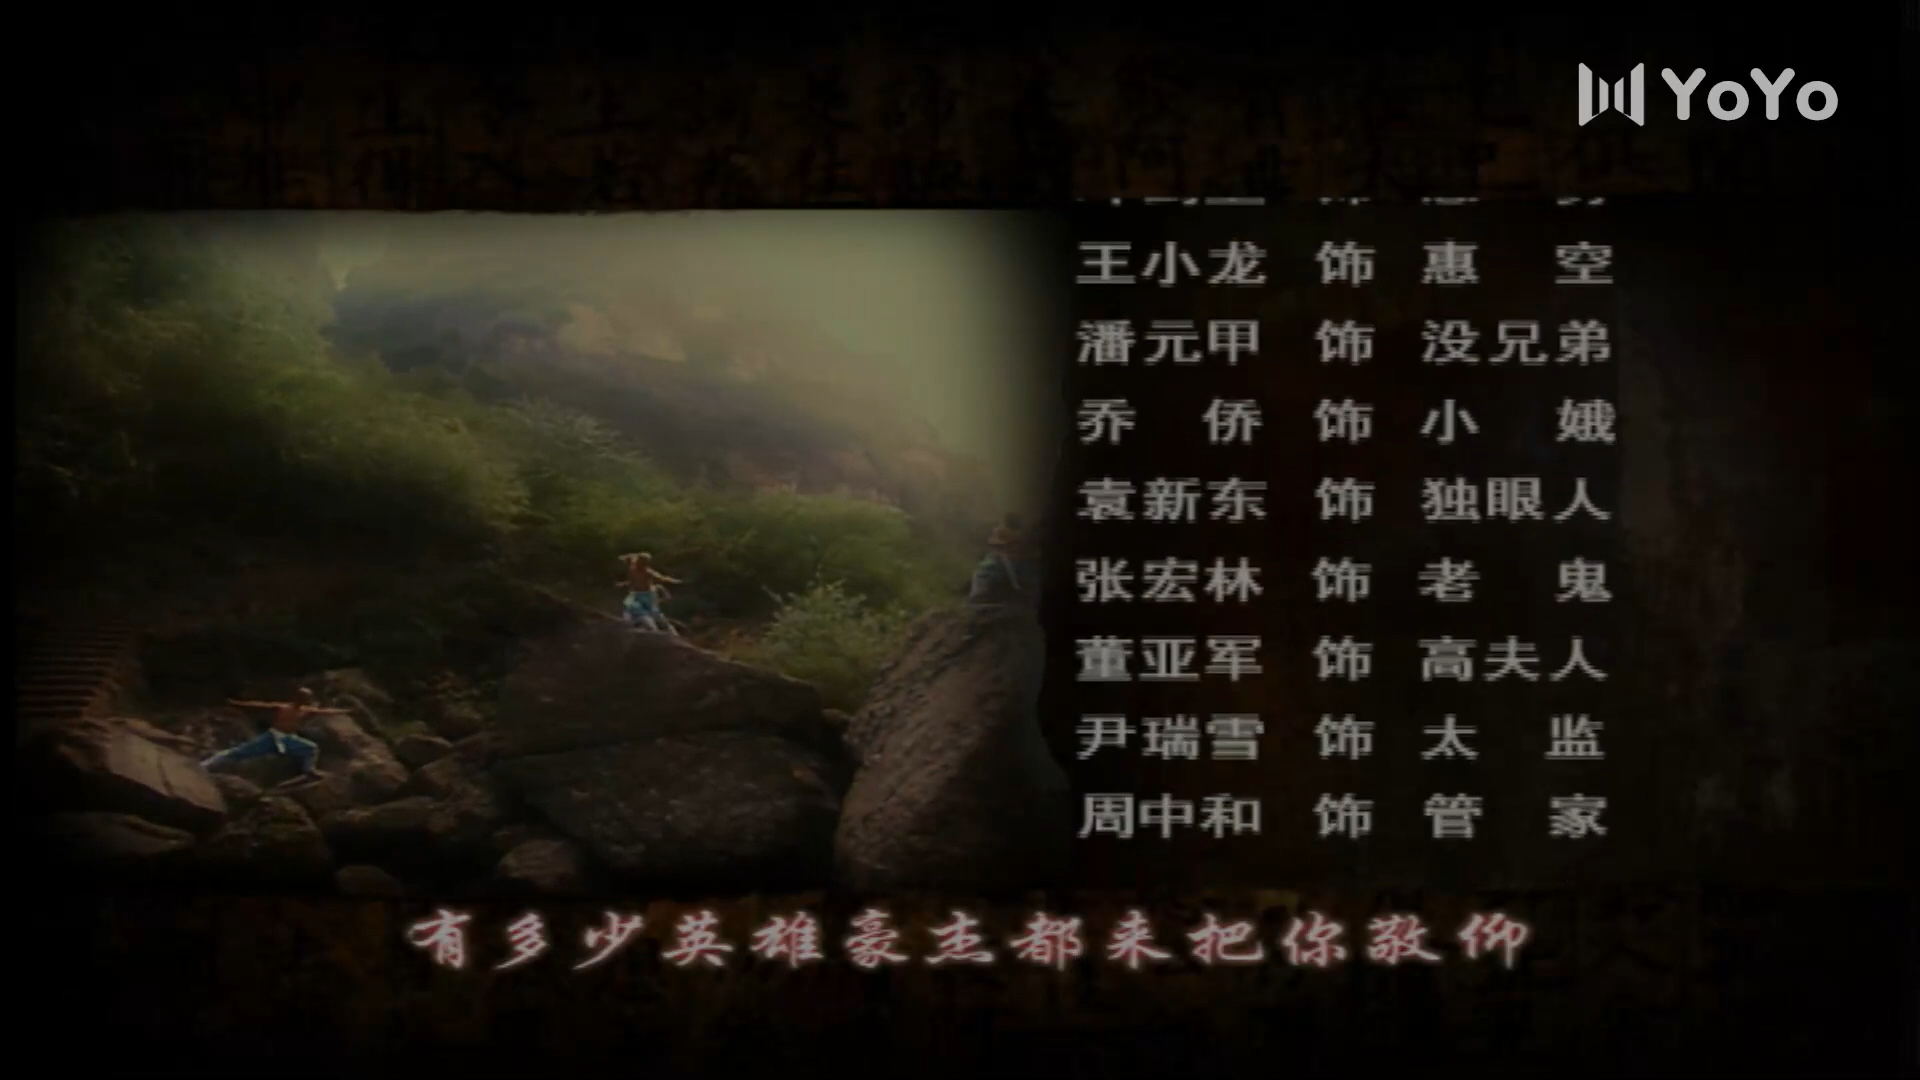 YoYo
王小龙 饰 惠空
潘元甲 饰 没兄弟
乔侨 饰 小娥
袁新东 饰 独眼人
张宏林 饰 老鬼
董亚军 饰 高夫人
尹瑞雪 饰 太监
周中和 饰 管家
有多少英雄豪杰都来把你敬仰